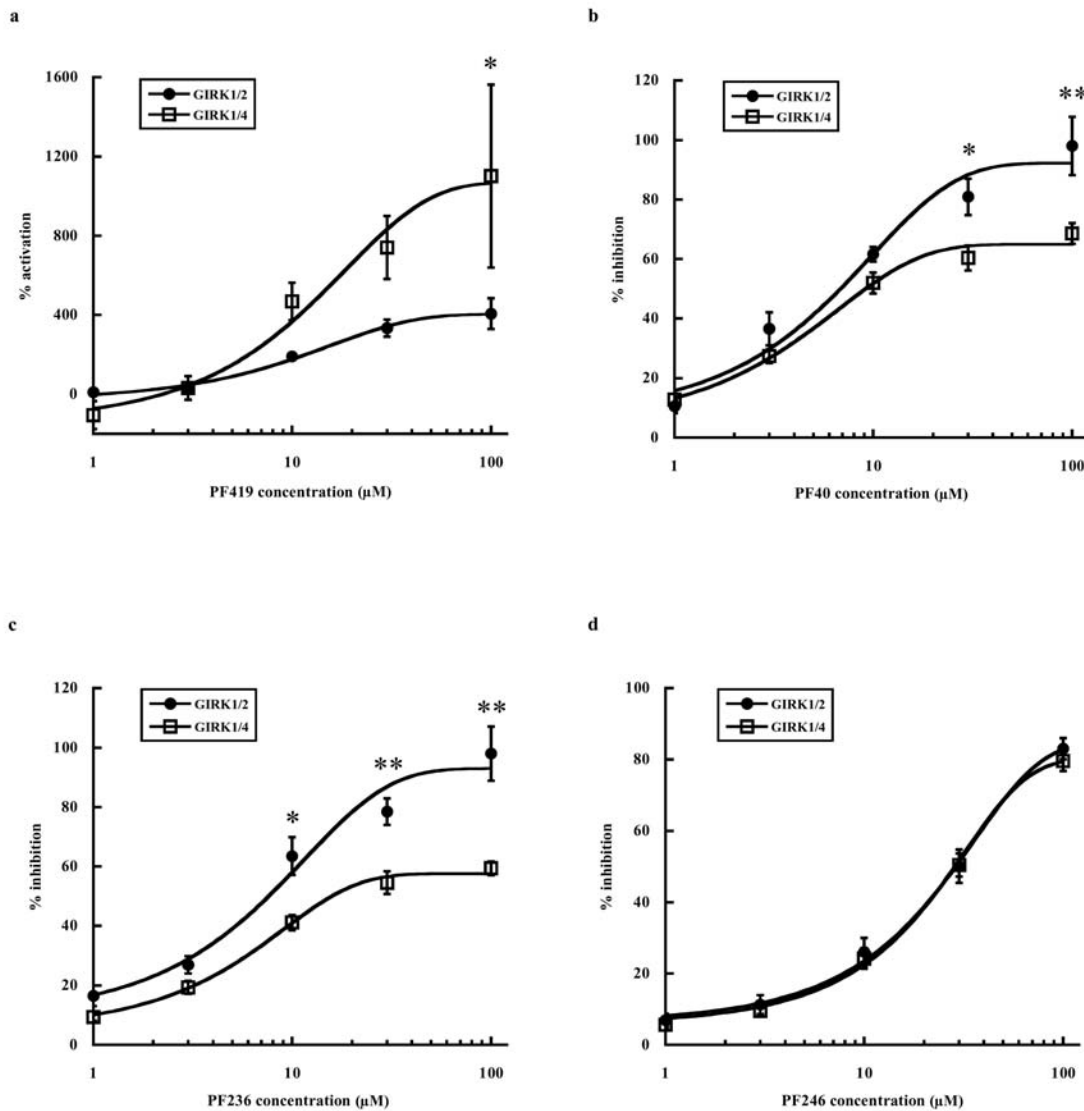 a
1600
1200
800
400
0
% activation
GIRK1/2
GIRK1/4
*
1 10 100
PF419 concentration (µM)
b
120
100
80
60
40
20
0
% inhibition
GIRK1/2
GIRK1/4
*
**
1 10 100
PF40 concentration (µM)
c
120
100
80
60
40
20
0
% inhibition
GIRK1/2
GIRK1/4
*
**
**
1 10 100
PF236 concentration (µM)
d
100
80
60
40
20
0
% inhibition
GIRK1/2
GIRK1/4
1 10 100
PF246 concentration (µM)